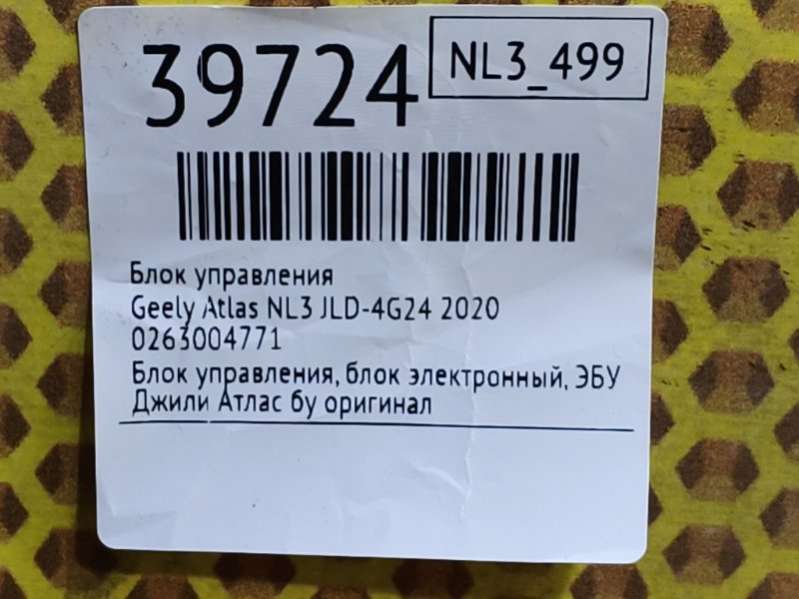 39724
NL3_499
Блок управления
Geely Atlas NL3 JLD-4G24 2020
0263004771
Блок управления, блок электронный, ЭБУ
Джили Атлас бу оригинал